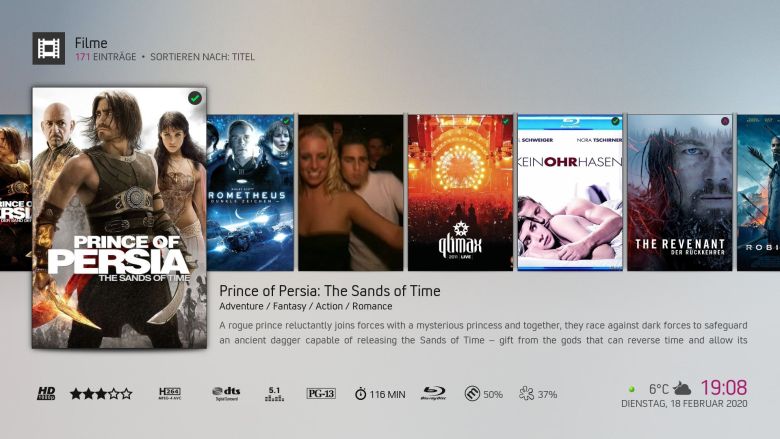 Filme
171 EINTRÄGE • SORTIEREN NACH: TITEL
PERSIA
PRINCE OF
PERSIA
THE SANDS OF TIME
PROMETHEUS
DUNKLE ZEICHEN
qlimax
2011 LIVE
Blu-ray
SCHWEIGER NORA TSCHIRNER
KEINOHRHASEN
THE REVENANT
DER RÜCKKEHRER
ROBI
Prince of Persia: The Sands of Time
Adventure / Fantasy / Action / Romance
A rogue prince reluctantly joins forces with a mysterious princess and together, they race against dark forces to safeguard
an ancient dagger capable of releasing the Sands of Time – gift from the gods that can reverse time and allow its
HD 1080p H264 MPEG-4 AVC dts Digital Surround 5.1 PG-13 116 MIN Blu-ray Disc 50% 37% 6°C 19:08
DIENSTAG, 18 FEBRUAR 2020